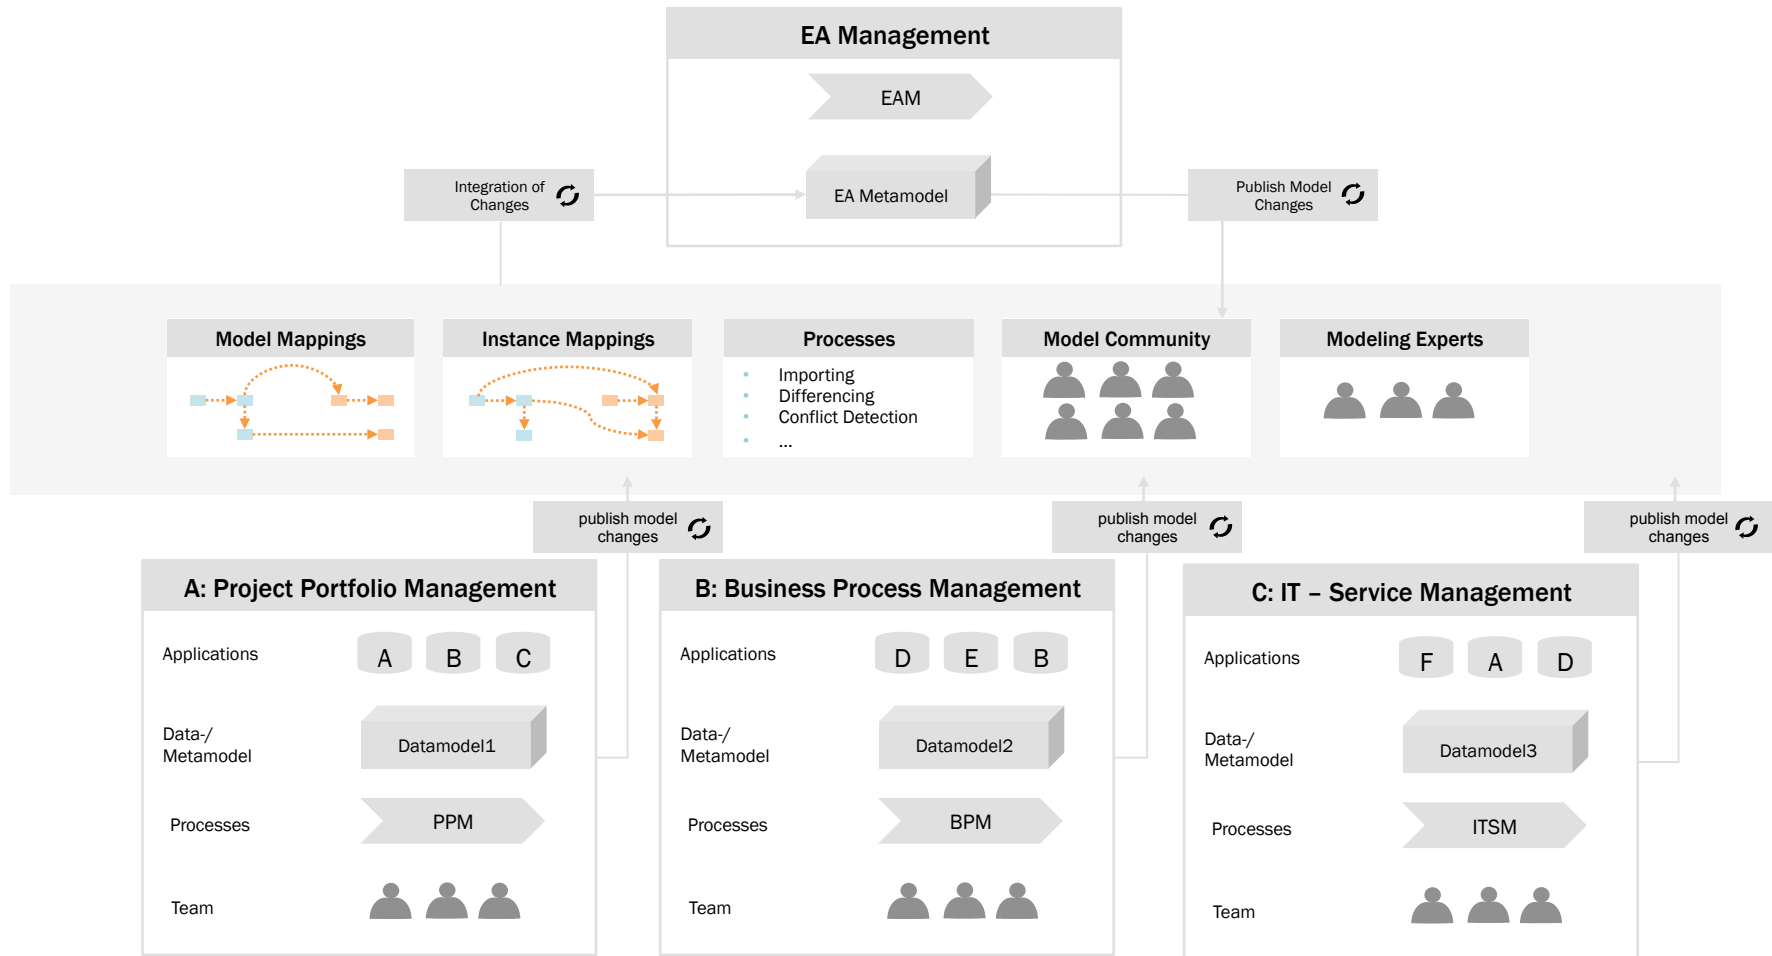 EA Management
EAM
EA Metamodel
Integration of
Changes
Publish Model
Changes
Model Mappings
Instance Mappings
Processes
• Importing
• Differencing
• Conflict Detection
• ...
Model Community
Modeling Experts
publish model
changes
publish model
changes
publish model
changes
A: Project Portfolio Management
Applications
A B C
Data-/
Metamodel
Datamodel1
Processes
PPM
Team
B: Business Process Management
Applications
D E B
Data-/
Metamodel
Datamodel2
Processes
BPM
Team
C: IT – Service Management
Applications
F A D
Data-/
Metamodel
Datamodel3
Processes
ITSM
Team